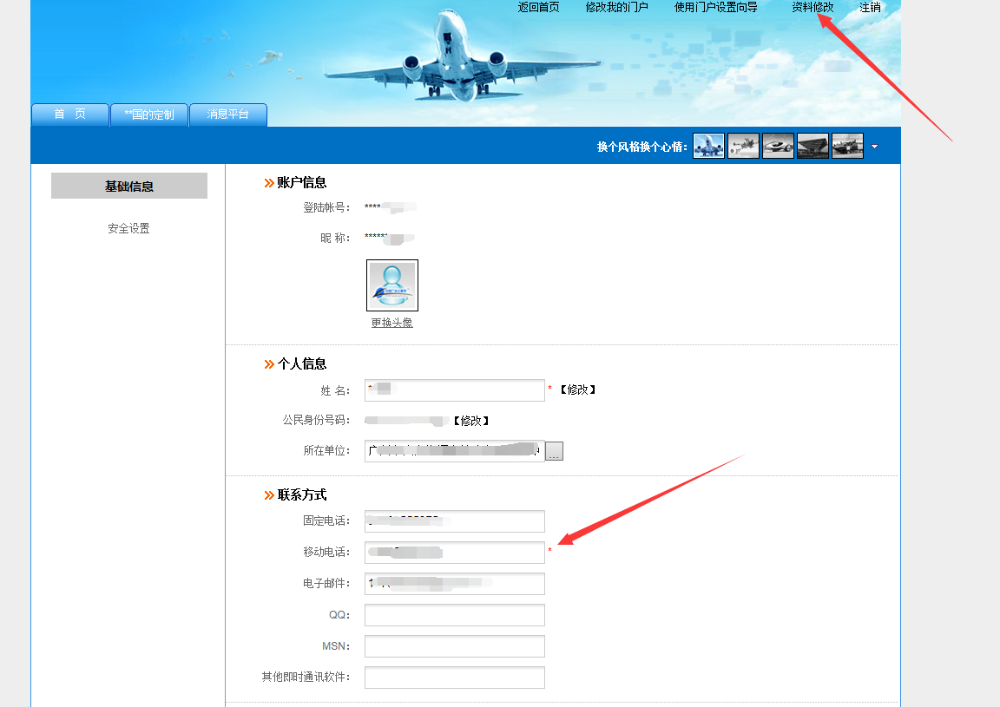 返回首页 修改我的门户 使用门户设置向导 资料修改 注销
首 页 **国的定制 消息平台
换个风格换个心情：
基础信息
安全设置
账户信息
登陆帐号： ****
昵 称： *****
更换头像
个人信息
姓 名： * 【修改】
公民身份号码： 【修改】
所在单位： 广 ...
联系方式
固定电话：
移动电话： *
电子邮件：
QQ：
MSN：
其他即时通讯软件：